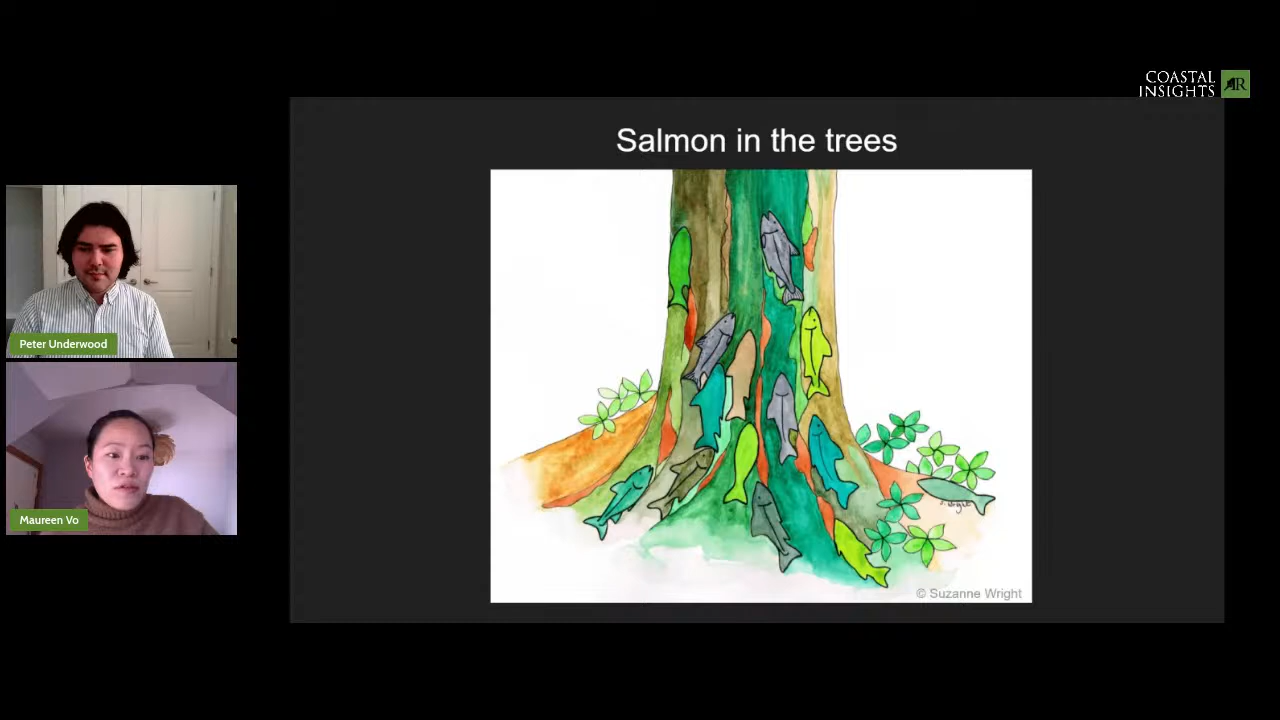 COASTAL
INSIGHTS
Salmon in the trees
Peter Underwood
Maureen Vo
© Suzanne Wright